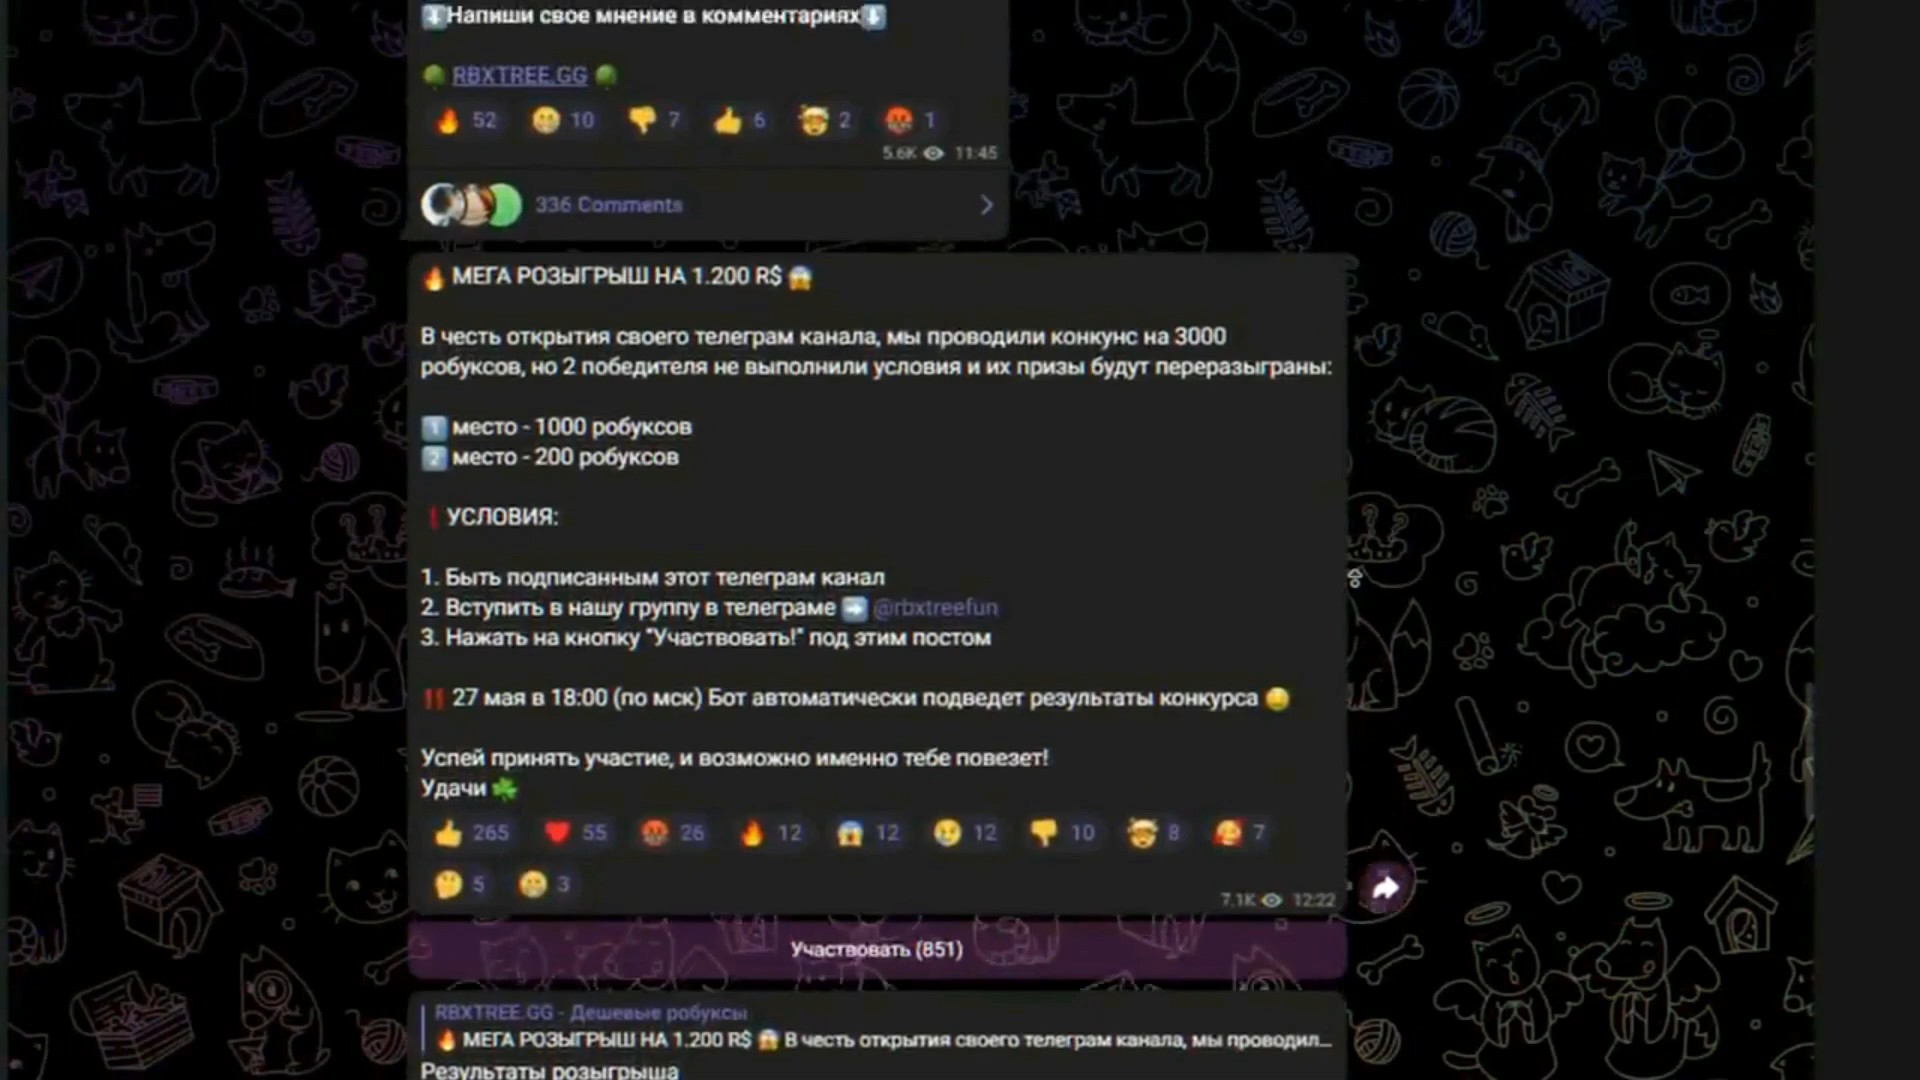 Напиши свое мнение в комментариях
RBXTREE.GG
52 10 7 6 2 1
5.6K 11:45
336 Comments
МЕГА РОЗЫГРЫШ НА 1.200 R$
В честь открытия своего телеграм канала, мы проводили конкунс на 3000
робуксов, но 2 победителя не выполнили условия и их призы будут переразыграны:
1 место - 1000 робуксов
2 место - 200 робуксов
УСЛОВИЯ:
1. Быть подписанным этот телеграм канал
2. Вступить в нашу группу в телеграме @rbxtreefun
3. Нажать на кнопку "Участвовать!" под этим постом
27 мая в 18:00 (по мск) Бот автоматически подведет результаты конкурса
Успей принять участие, и возможно именно тебе повезет!
Удачи
265 55 26 12 12 12 10 8 7
5 3
7.1K 12:22
Участвовать (851)
RBXTREE.GG - Дешевые робуксы
МЕГА РОЗЫГРЫШ НА 1.200 R$ В честь открытия своего телеграм канала, мы проводил...
Результаты розыгрыша